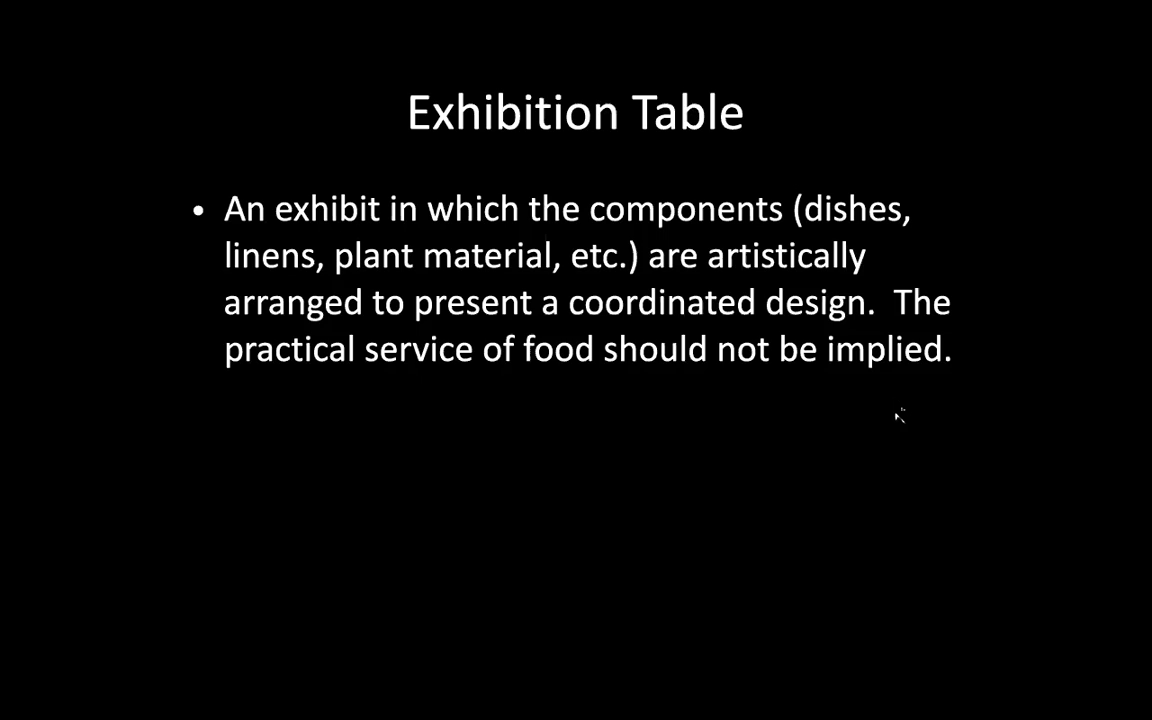 Exhibition Table
• An exhibit in which the components (dishes,
linens, plant material, etc.) are artistically
arranged to present a coordinated design.  The
practical service of food should not be implied.